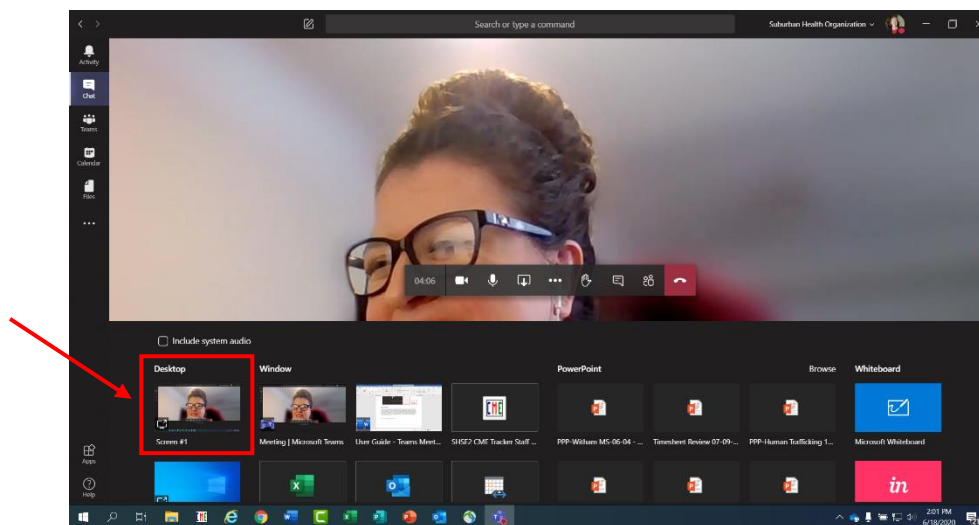 Search or type a command
Suburban Health Organization
Activity
Chat
Teams
Calendar
Files
Apps
Help
04:06
Include system audio
Desktop
Window
PowerPoint
Browse
Whiteboard
Screen #1
Meeting | Microsoft Teams
User Guide - Teams Meet...
SHSF2 CME Tracker Staff ...
PPP-Witham MS-06-04 - ...
Timesheet Review 07-09-...
PPP-Human Trafficking 1...
Microsoft Whiteboard
CME
in
2:01 PM
6/18/2020